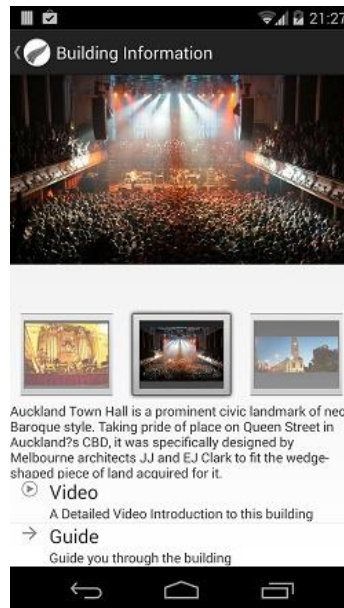 21:27
Building Information
Auckland Town Hall is a prominent civic landmark of neo
Baroque style. Taking pride of place on Queen Street in
Auckland?s CBD, it was specifically designed by
Melbourne architects JJ and EJ Clark to fit the wedge-
shaped piece of land acquired for it.
Video
A Detailed Video Introduction to this building
Guide
Guide you through the building